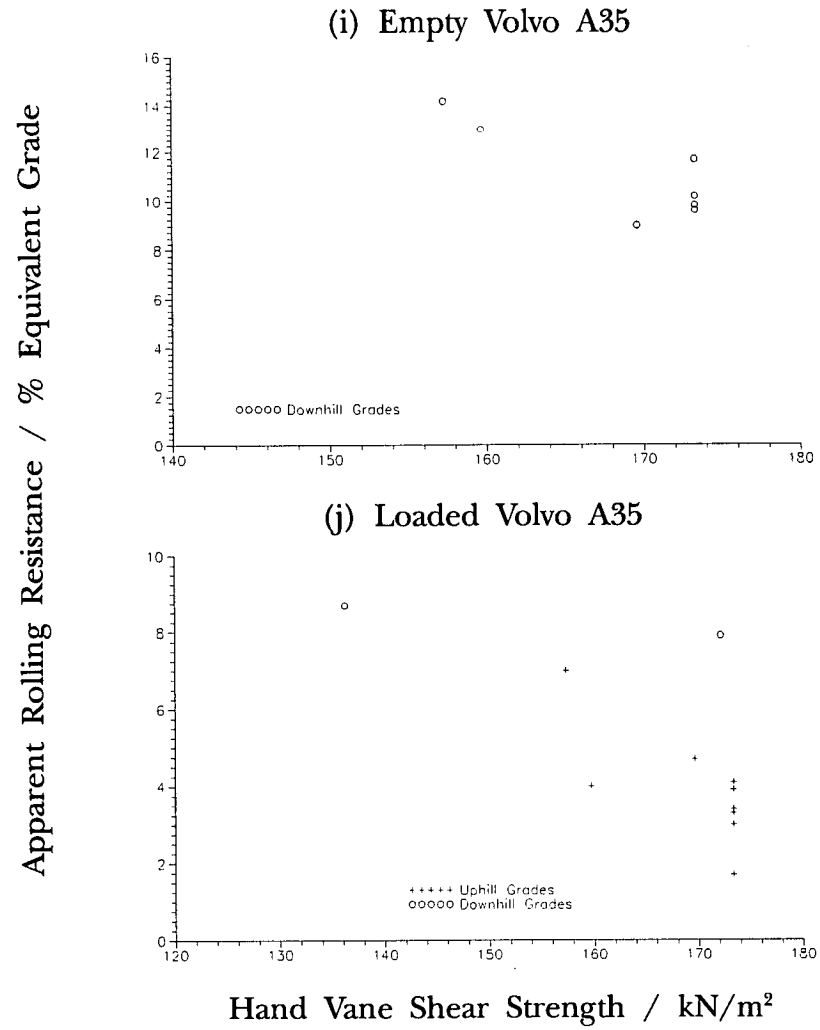 (i) Empty Volvo A35
16
14
12
10
8
6
4
2
0
ooooo Downhill Grades
140 150 160 170 180
(j) Loaded Volvo A35
10
8
6
4
2
0
+++++ Uphill Grades
ooooo Downhill Grades
120 130 140 150 160 170 180
Apparent Rolling Resistance / % Equivalent Grade
Hand Vane Shear Strength / kN/m²